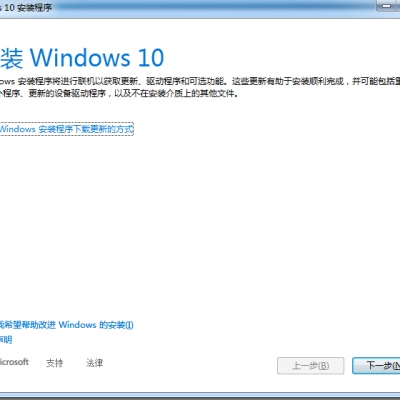 10 安装程序
装 Windows 10
安装程序将进行联机以获取更新、驱动程序和可选功能。这些更新有助于安装顺利完成，并可能包括重
程序、更新的设备驱动程序，以及不在安装介质上的其他文件。
Windows 安装程序下载更新的方式
希望帮助改进 Windows 的安装(I)
声明
icrosoft 支持 法律
上一步(B) 下一步(N